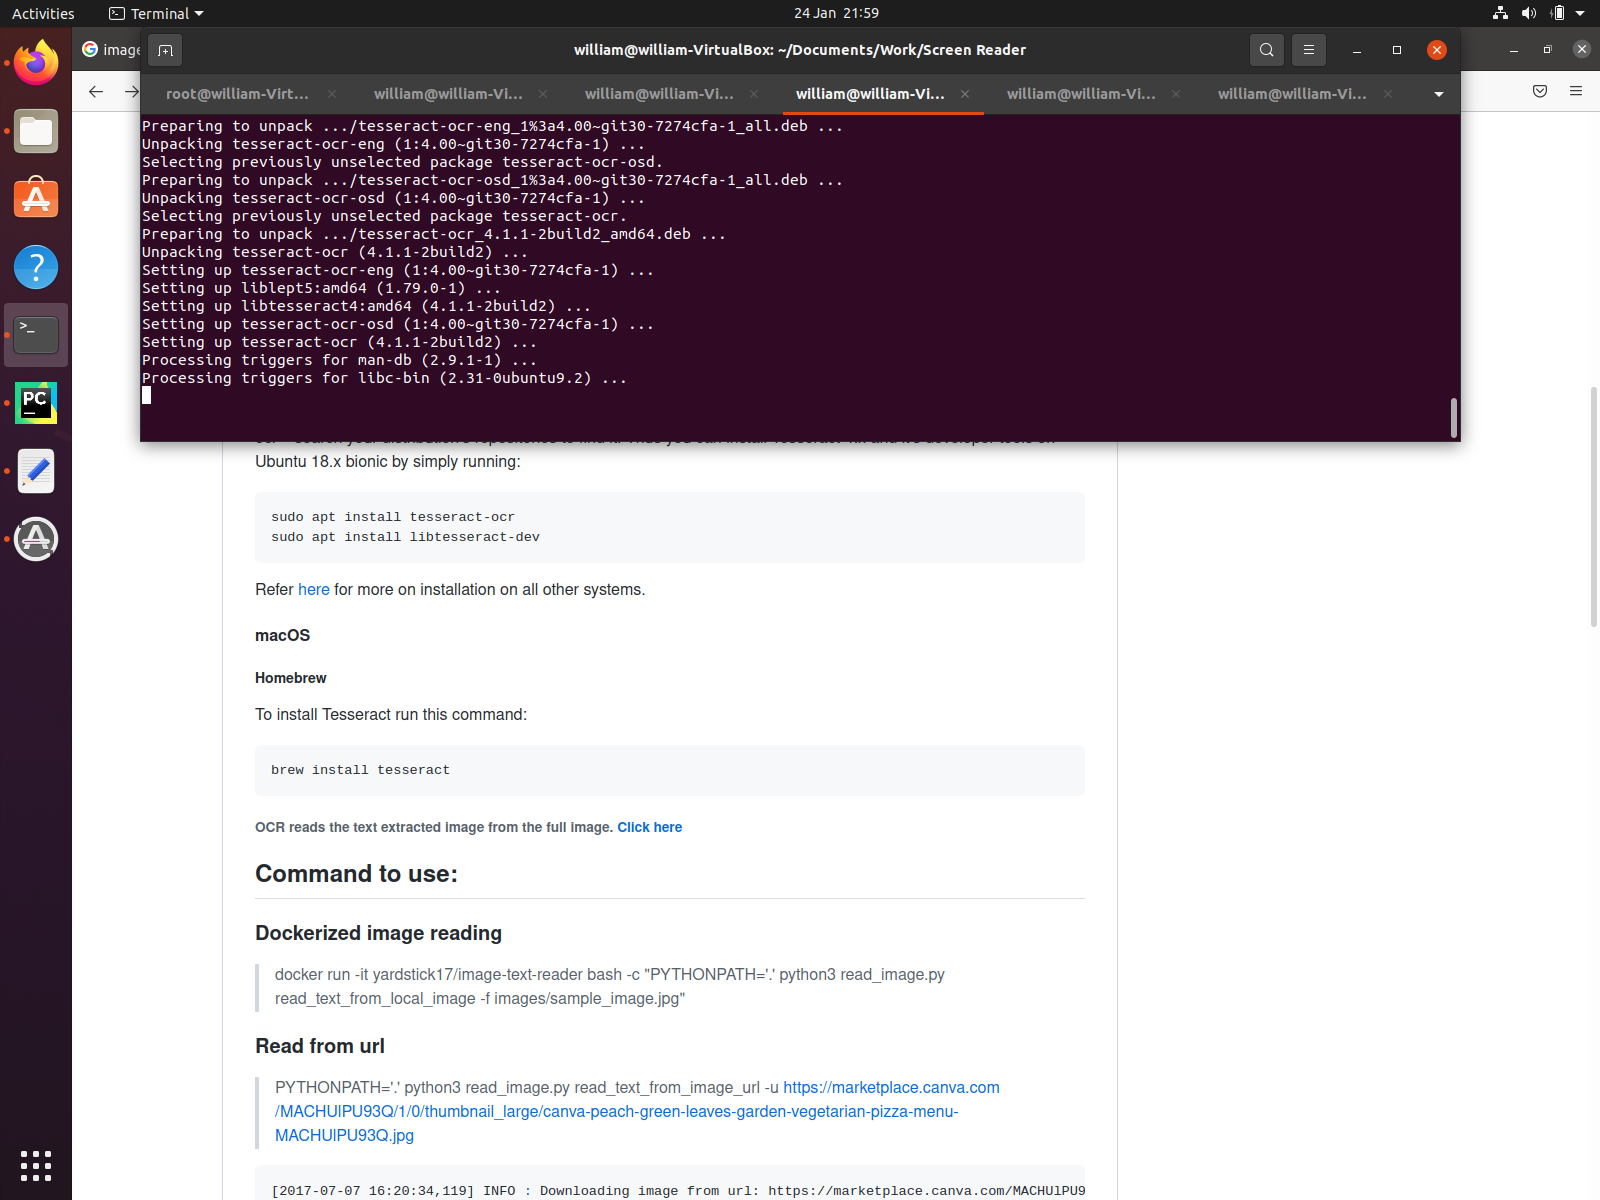 Activities
Terminal
24 Jan 21:59
image
william@william-VirtualBox: ~/Documents/Work/Screen Reader
root@william-Virt...
william@william-Vi...
william@william-Vi...
william@william-Vi...
william@william-Vi...
william@william-Vi...
Preparing to unpack .../tesseract-ocr-eng_1%3a4.00~git30-7274cfa-1_all.deb ...
Unpacking tesseract-ocr-eng (1:4.00~git30-7274cfa-1) ...
Selecting previously unselected package tesseract-ocr-osd.
Preparing to unpack .../tesseract-ocr-osd_1%3a4.00~git30-7274cfa-1_all.deb ...
Unpacking tesseract-ocr-osd (1:4.00~git30-7274cfa-1) ...
Selecting previously unselected package tesseract-ocr.
Preparing to unpack .../tesseract-ocr_4.1.1-2build2_amd64.deb ...
Unpacking tesseract-ocr (4.1.1-2build2) ...
Setting up tesseract-ocr-eng (1:4.00~git30-7274cfa-1) ...
Setting up liblept5:amd64 (1.79.0-1) ...
Setting up libtesseract4:amd64 (4.1.1-2build2) ...
Setting up tesseract-ocr-osd (1:4.00~git30-7274cfa-1) ...
Setting up tesseract-ocr (4.1.1-2build2) ...
Processing triggers for man-db (2.9.1-1) ...
Processing triggers for libc-bin (2.31-0ubuntu9.2) ...
Ubuntu 18.x bionic by simply running:
sudo apt install tesseract-ocr
sudo apt install libtesseract-dev
Refer here for more on installation on all other systems.
macOS
Homebrew
To install Tesseract run this command:
brew install tesseract
OCR reads the text extracted image from the full image. Click here
Command to use:
Dockerized image reading
docker run -it yardstick17/image-text-reader bash -c "PYTHONPATH='.' python3 read_image.py
read_text_from_local_image -f images/sample_image.jpg"
Read from url
PYTHONPATH='.' python3 read_image.py read_text_from_image_url -u https://marketplace.canva.com
/MACHUlPU93Q/1/0/thumbnail_large/canva-peach-green-leaves-garden-vegetarian-pizza-menu-
MACHUlPU93Q.jpg
[2017-07-07 16:20:34,119] INFO : Downloading image from url: https://marketplace.canva.com/MACHUlPU9
PC